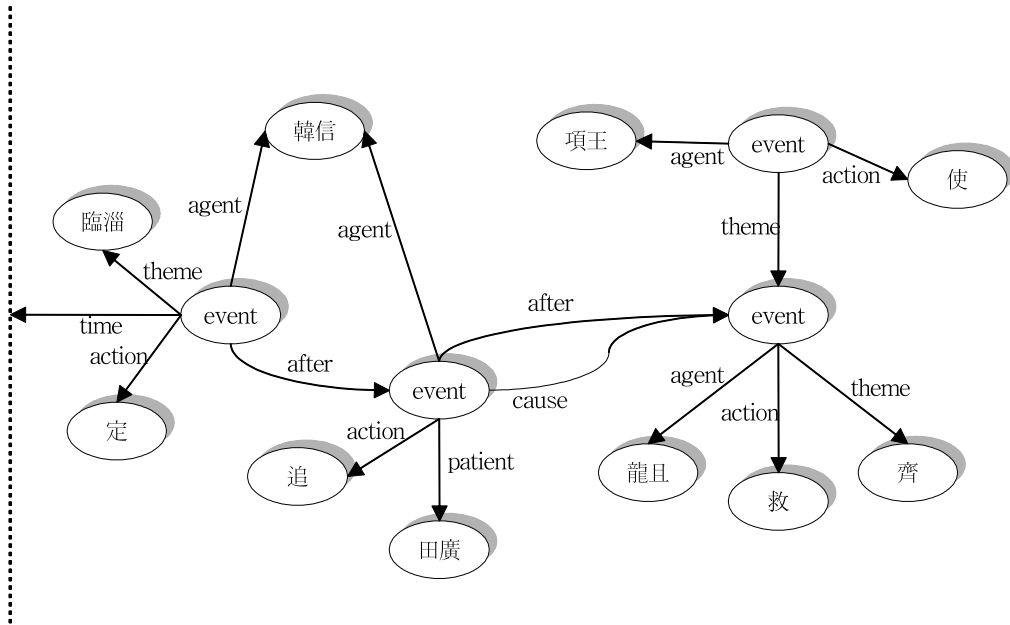 韓信
項王
agent
event
action
使
臨淄
agent
agent
theme
theme
event
time
action
after
after
event
定
event
cause
agent
action
theme
action
追
patient
龍且
救
齊
田廣